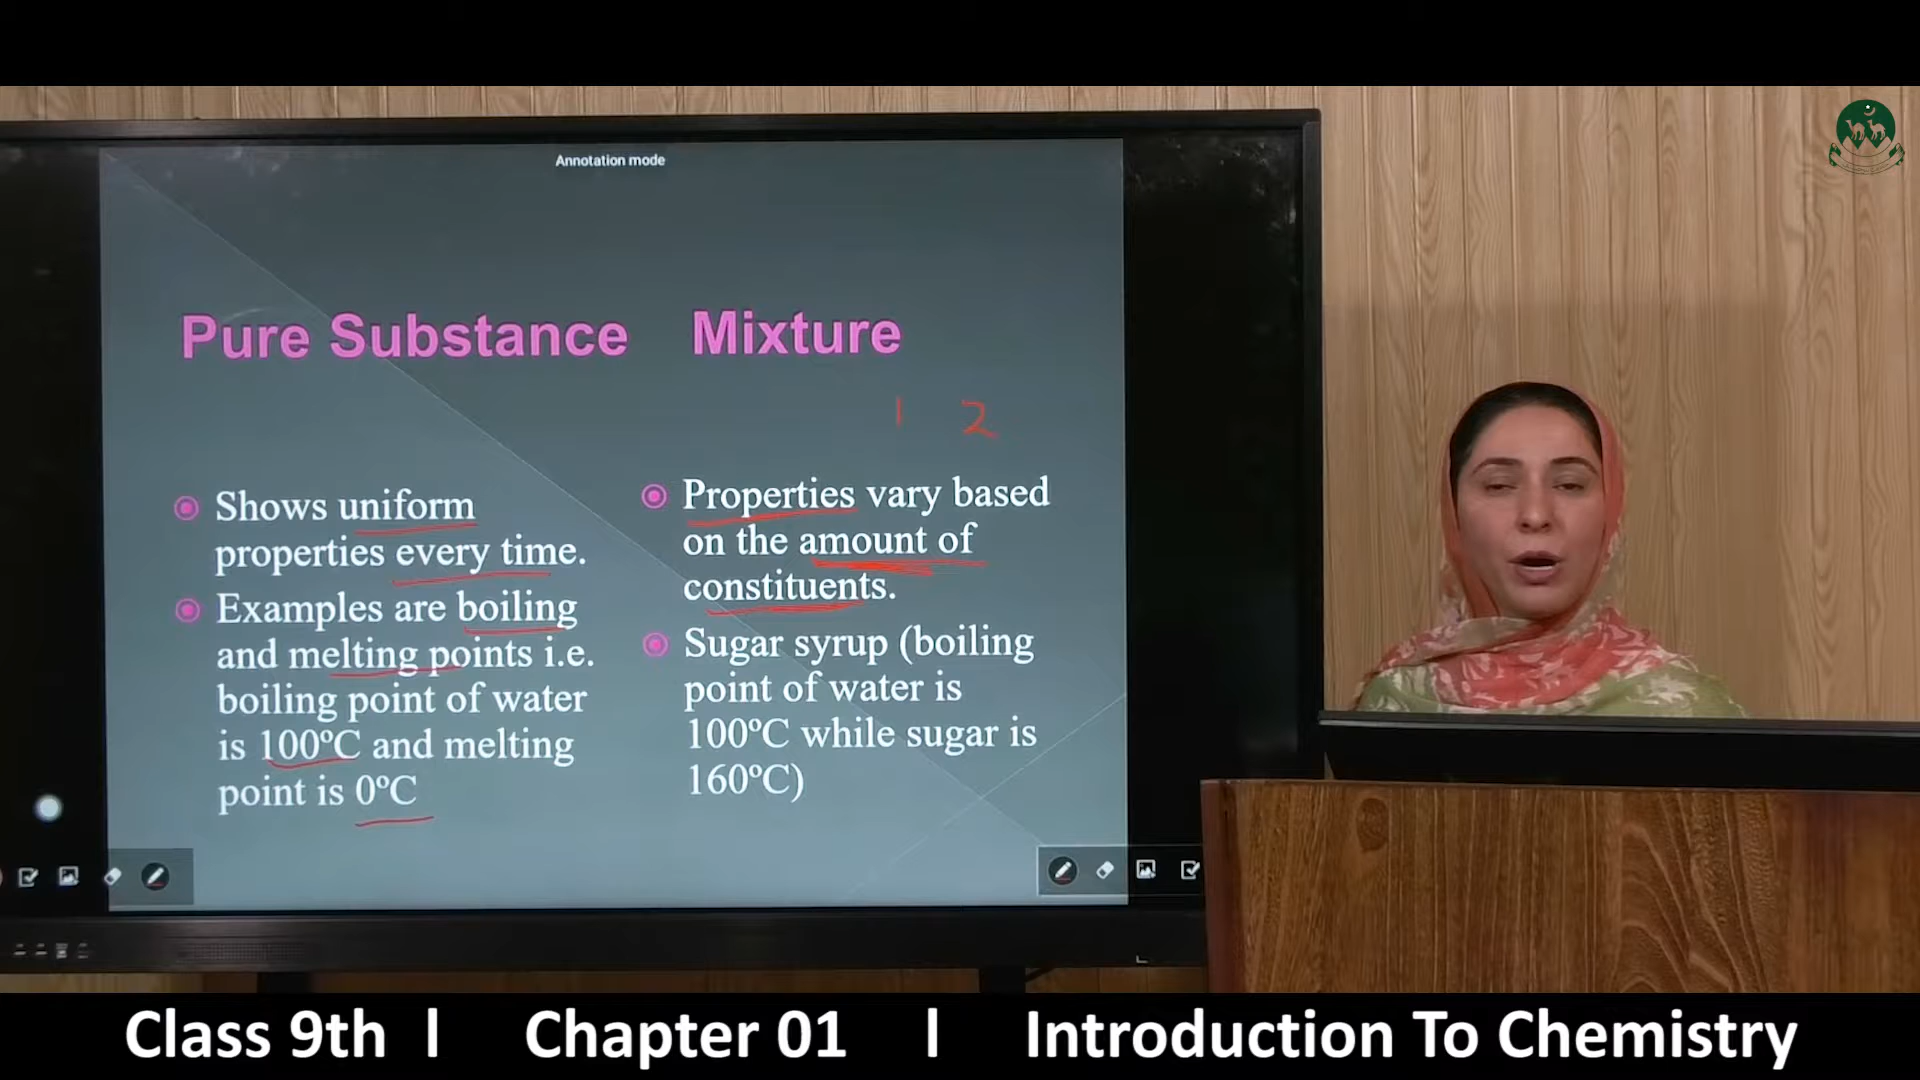 Annotation mode
Pure Substance
Mixture
1 2
Shows uniform
properties every time.
Examples are boiling
and melting points i.e.
boiling point of water
is 100ºC and melting
point is 0ºC
Properties vary based
on the amount of
constituents.
Sugar syrup (boiling
point of water is
100ºC while sugar is
160ºC)
Class 9th l Chapter 01 l Introduction To Chemistry